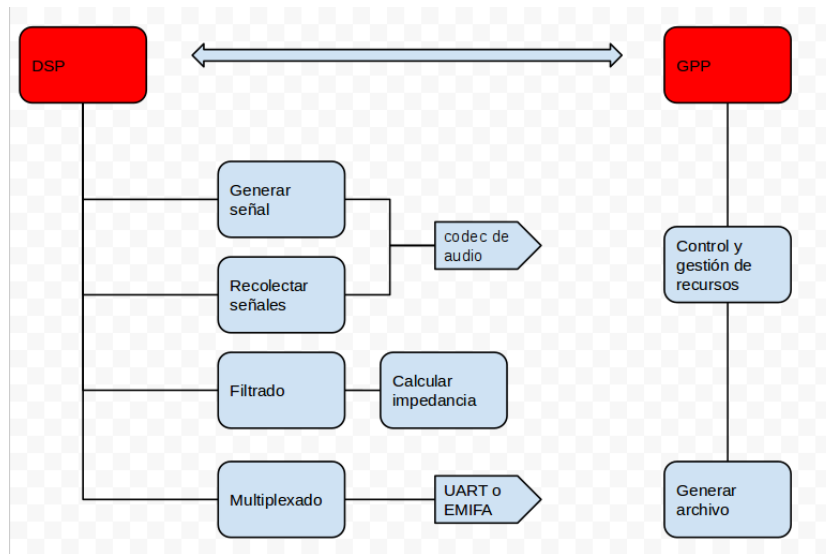 DSP
GPP
Generar
señal
codec de
audio
Control y
gestión de
recursos
Recolectar
señales
Filtrado
Calcular
impedancia
Multiplexado
UART o
EMIFA
Generar
archivo